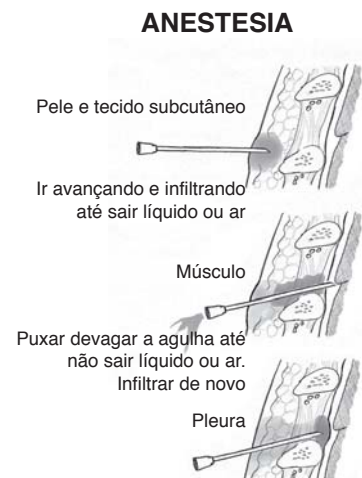 ANESTESIA
Pele e tecido subcutâneo
Ir avançando e infiltrando
até sair líquido ou ar
Músculo
Puxar devagar a agulha até
não sair líquido ou ar.
Infiltrar de novo
Pleura